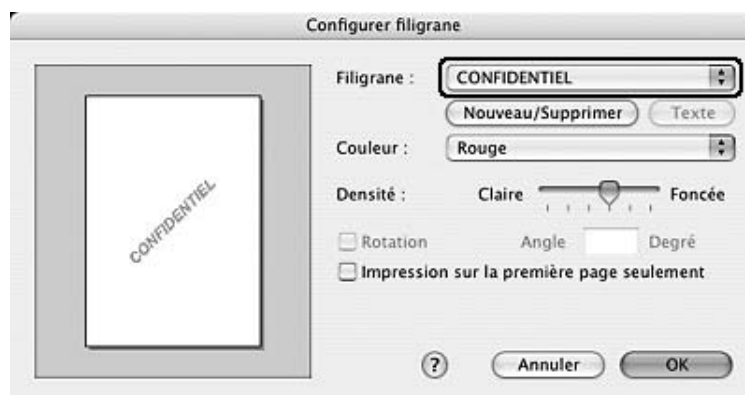 Configurer filigrane
Filigrane : CONFIDENTIEL
Nouveau/Supprimer Texte
Couleur : Rouge
Densité : Claire Foncée
Rotation Angle Degré
Impression sur la première page seulement
CONFIDENTIEL
? Annuler OK